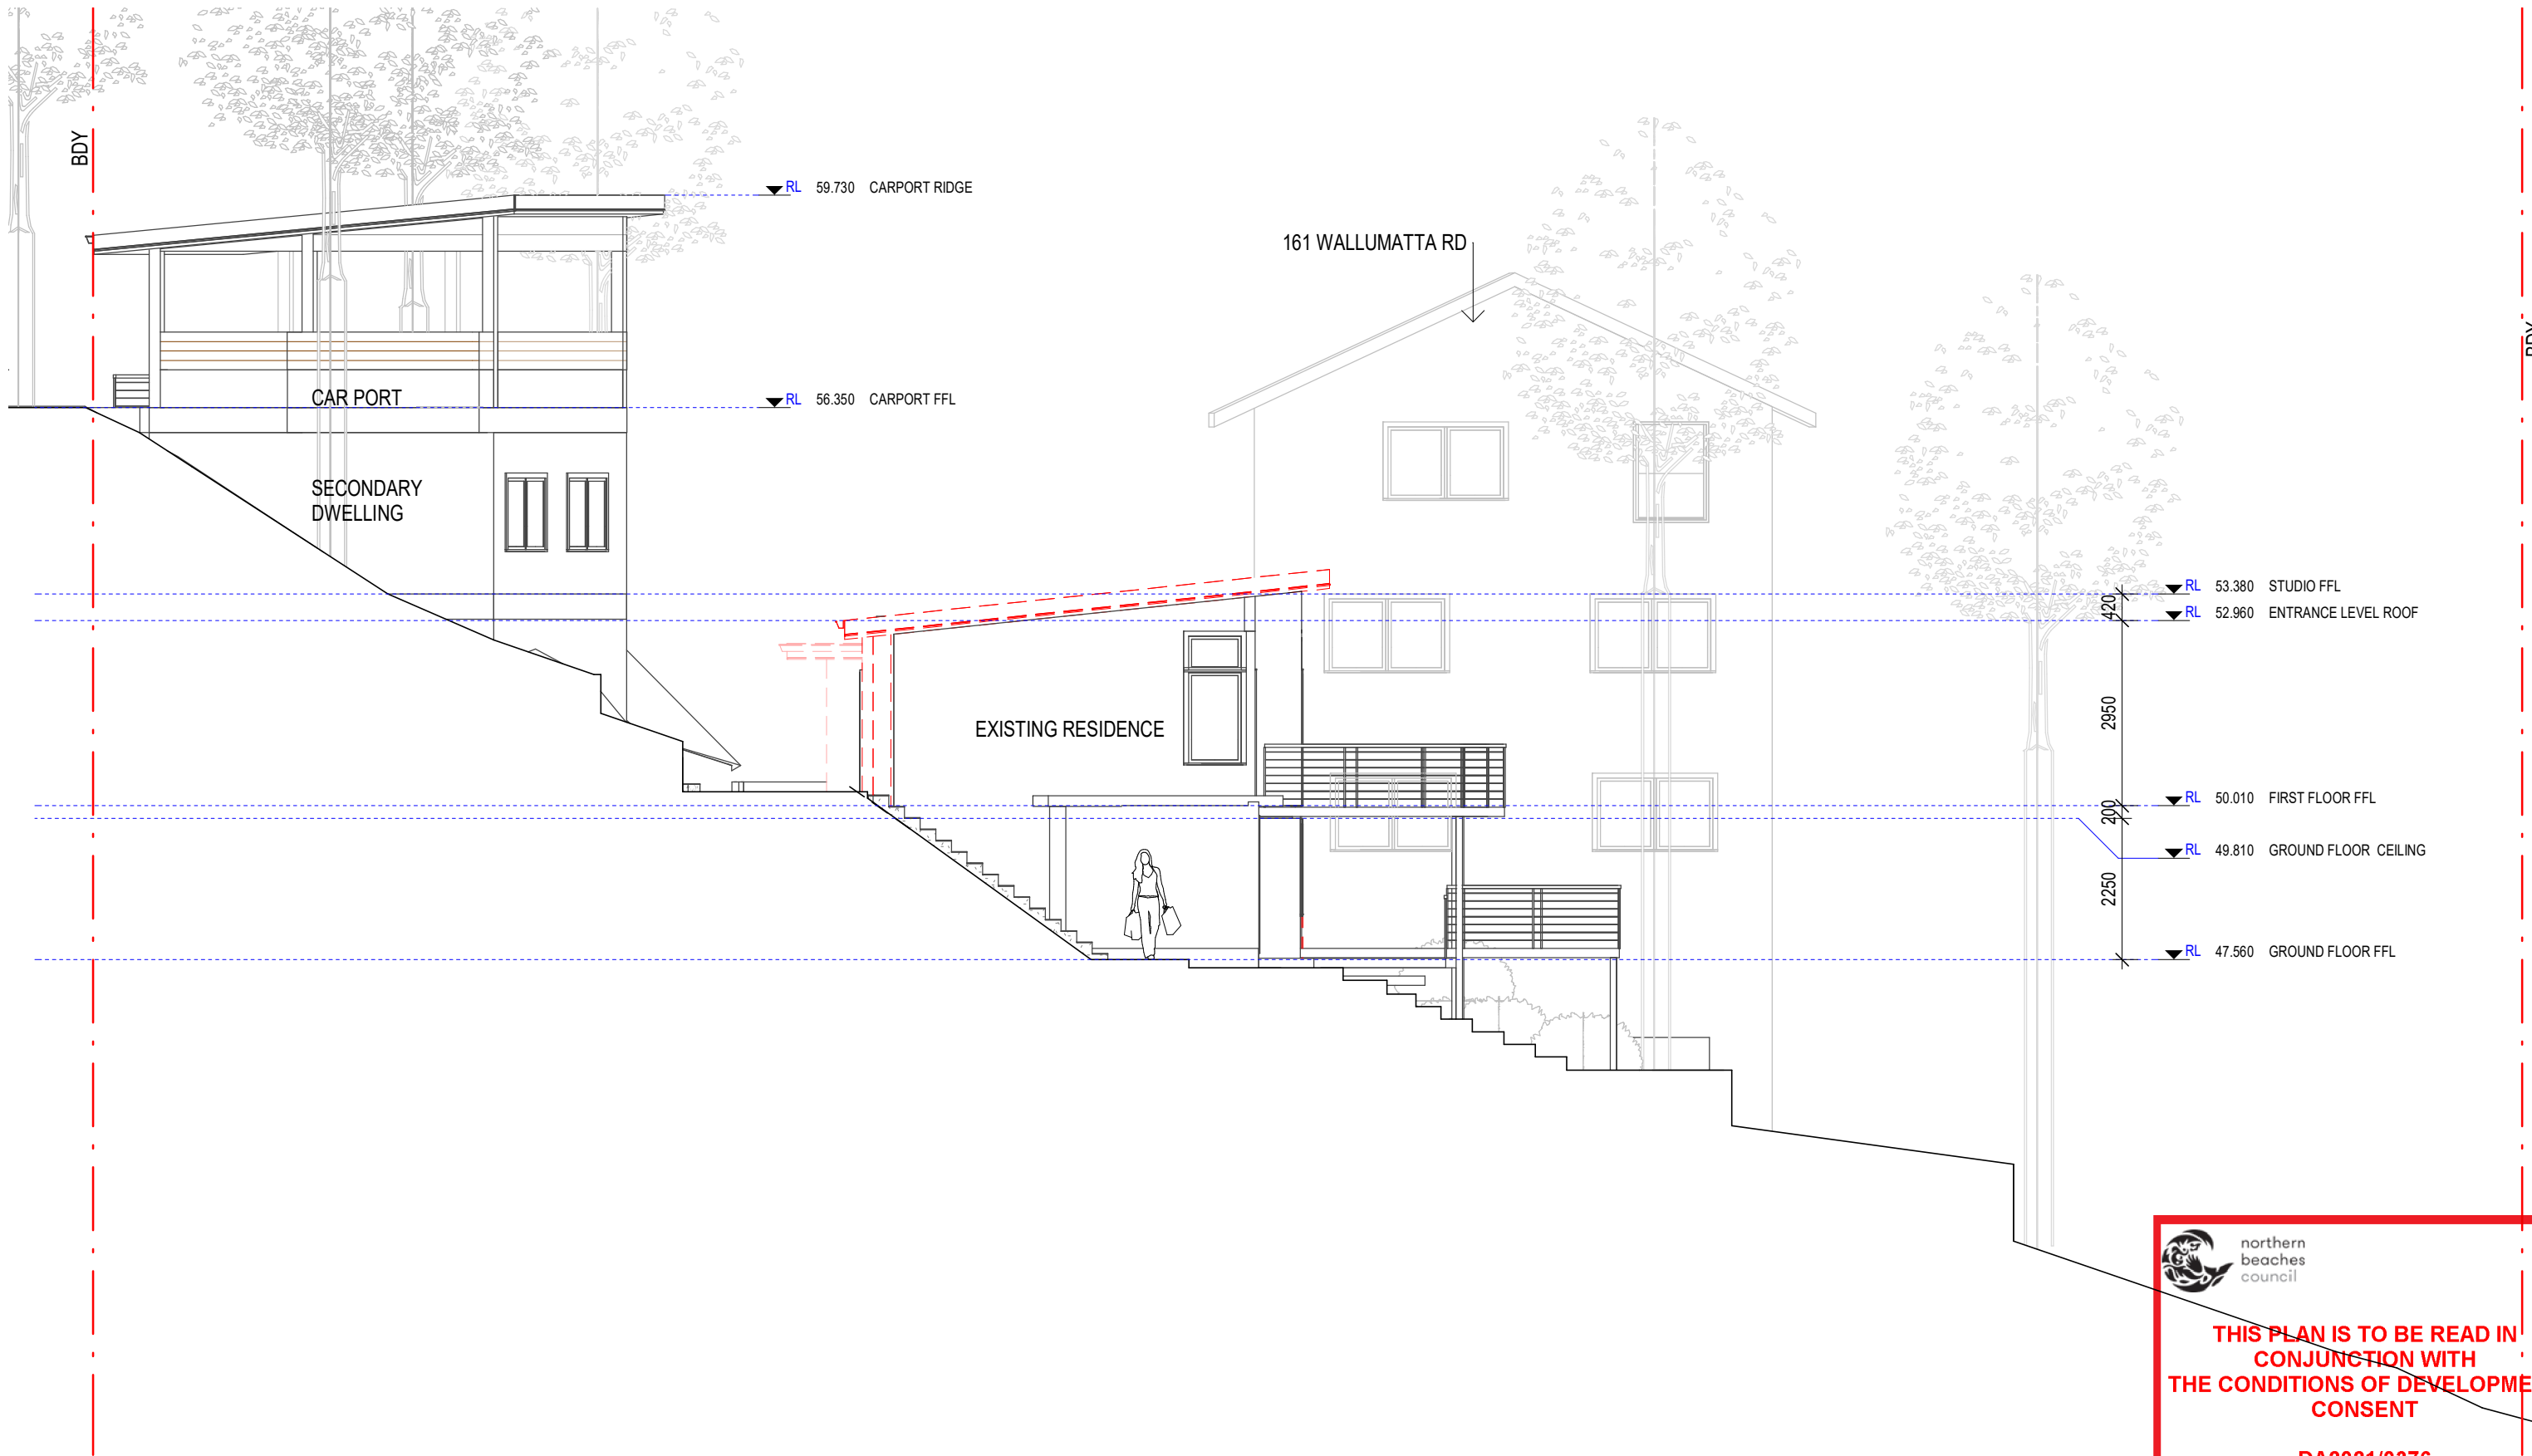 BDY
RL 59.730 CARPORT RIDGE
161 WALLUMATTA RD
BDY
CAR PORT
RL 56.350 CARPORT FFL
SECONDARY
DWELLING
RL 53.380 STUDIO FFL
420
RL 52.960 ENTRANCE LEVEL ROOF
2950
EXISTING RESIDENCE
RL 50.010 FIRST FLOOR FFL
200
RL 49.810 GROUND FLOOR CEILING
2250
RL 47.560 GROUND FLOOR FFL
northern
beaches
council
THIS PLAN IS TO BE READ IN
CONJUNCTION WITH
THE CONDITIONS OF DEVELOPME
CONSENT